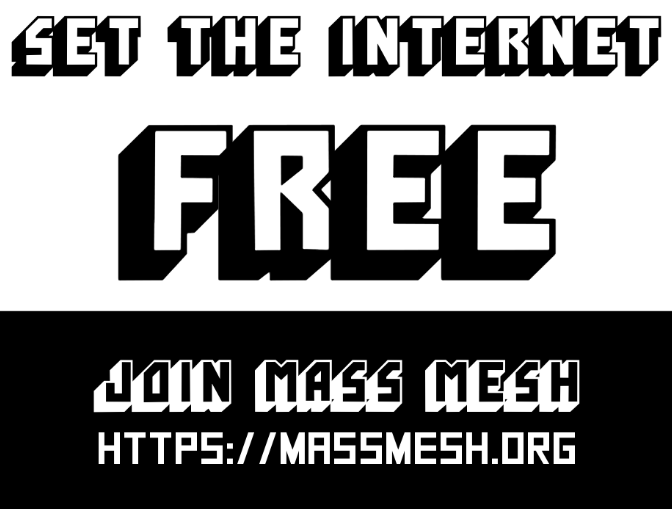 SET THE INTERNET
FREE
JOIN MASS MESH
HTTPS://MASSMESH.ORG